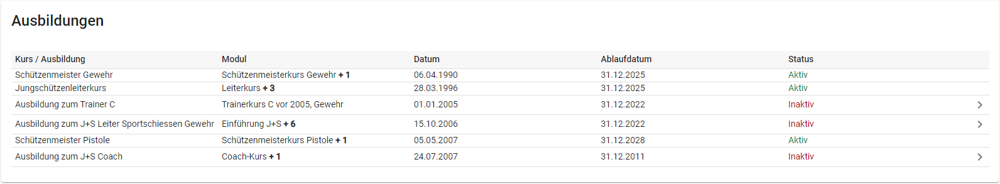 Ausbildungen
Kurs / Ausbildung Modul Datum Ablaufdatum Status
Schützenmeister Gewehr Schützenmeisterkurs Gewehr + 1 06.04.1990 31.12.2025 Aktiv
Jungschützenleiterkurs Leiterkurs + 3 28.03.1996 31.12.2025 Aktiv
Ausbildung zum Trainer C Trainerkurs C vor 2005, Gewehr 01.01.2005 31.12.2022 Inaktiv
Ausbildung zum J+S Leiter Sportschiessen Gewehr Einführung J+S + 6 15.10.2006 31.12.2022 Inaktiv
Schützenmeister Pistole Schützenmeisterkurs Pistole + 1 05.05.2007 31.12.2028 Aktiv
Ausbildung zum J+S Coach Coach-Kurs + 1 24.07.2007 31.12.2011 Inaktiv